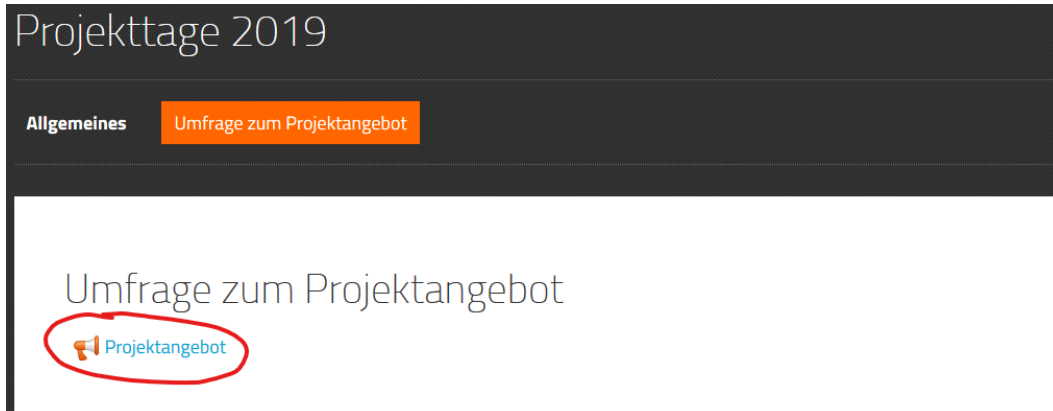 Projekttage 2019
Allgemeines Umfrage zum Projektangebot
Umfrage zum Projektangebot
Projektangebot